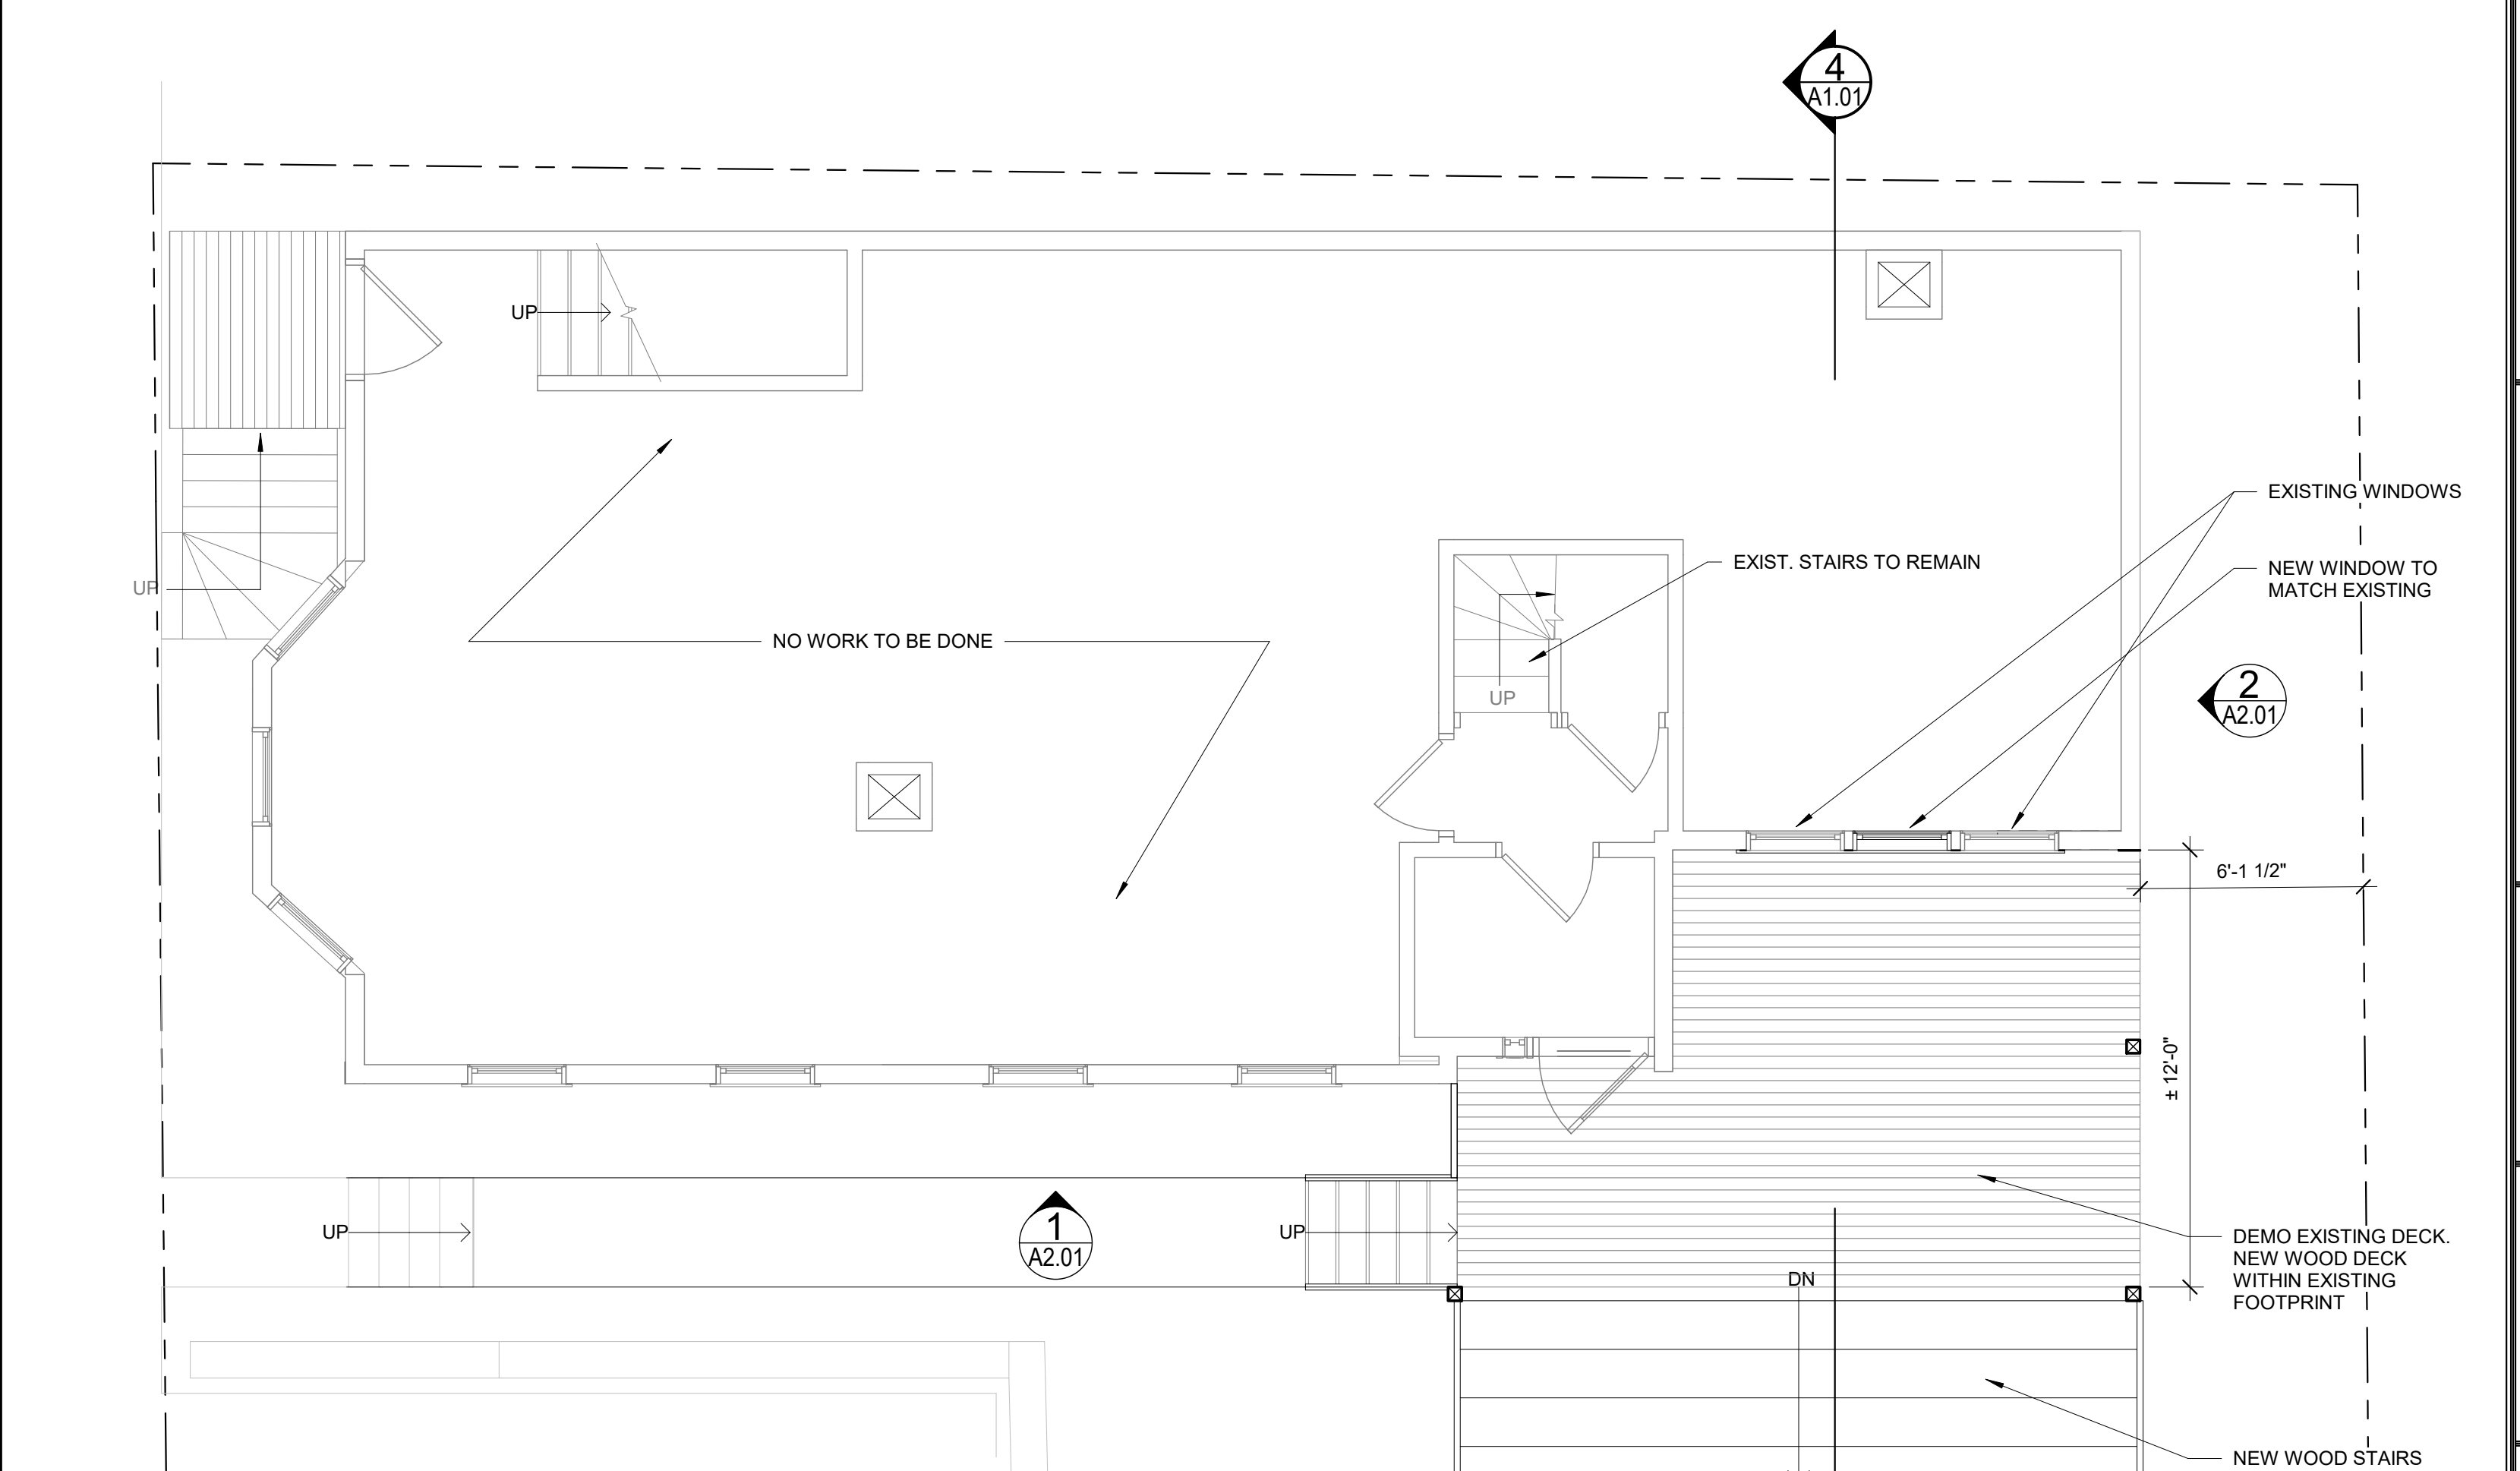 4
A1.01
UP
EXISTING WINDOWS
EXIST. STAIRS TO REMAIN
NEW WINDOW TO
MATCH EXISTING
UP
NO WORK TO BE DONE
UP
2
A2.01
6'-1 1/2"
± 12'-0"
UP
1
A2.01
UP
DEMO EXISTING DECK.
NEW WOOD DECK
WITHIN EXISTING
FOOTPRINT
DN
NEW WOOD STAIRS